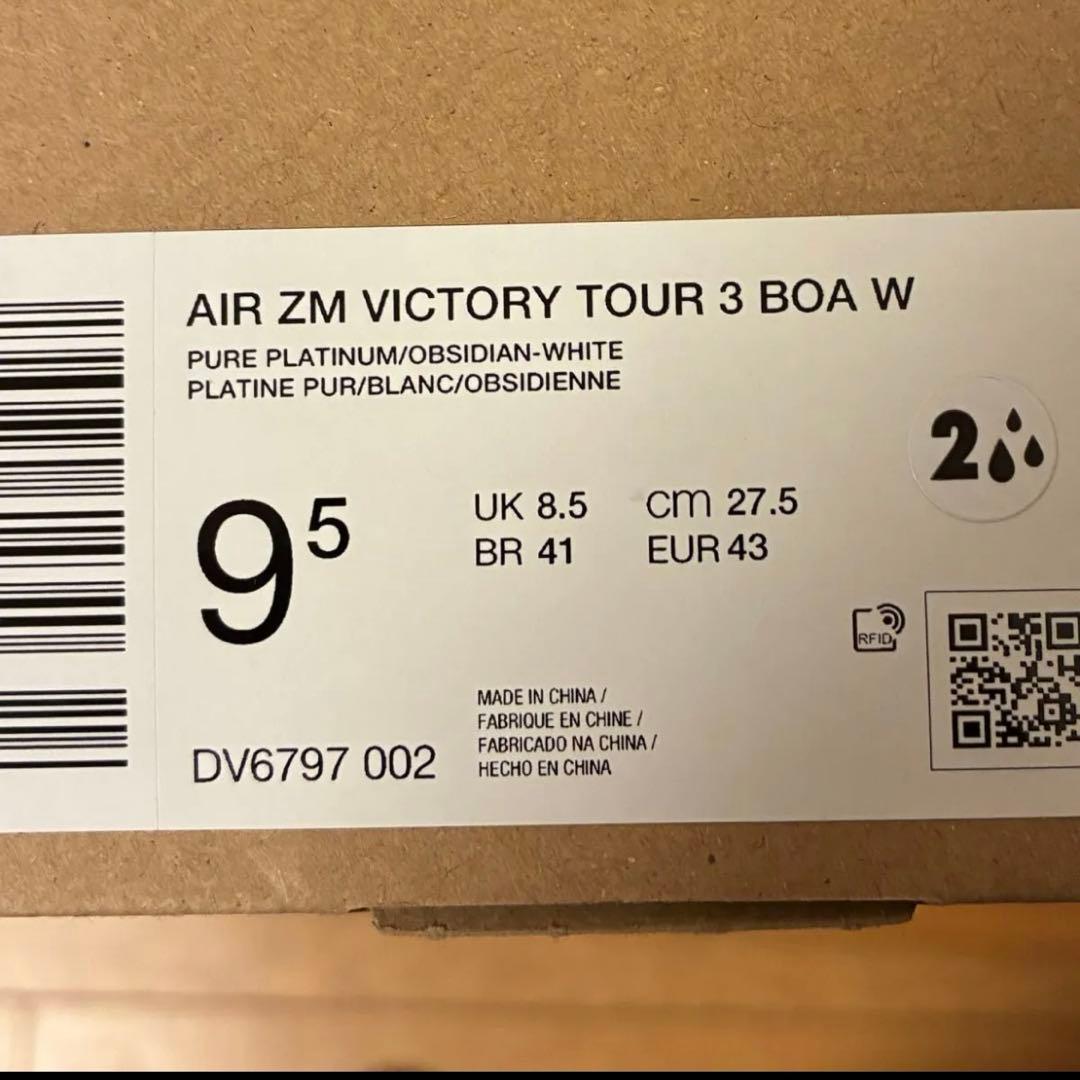 AIR ZM VICTORY TOUR 3 BOA W
PURE PLATINUM/OBSIDIAN-WHITE
PLATINE PUR/BLANC/OBSIDIENNE
2
9 5
UK 8.5 cm 27.5
BR 41 EUR 43
RFID
MADE IN CHINA /
FABRIQUE EN CHINE /
FABRICADO NA CHINA /
HECHO EN CHINA
DV6797 002